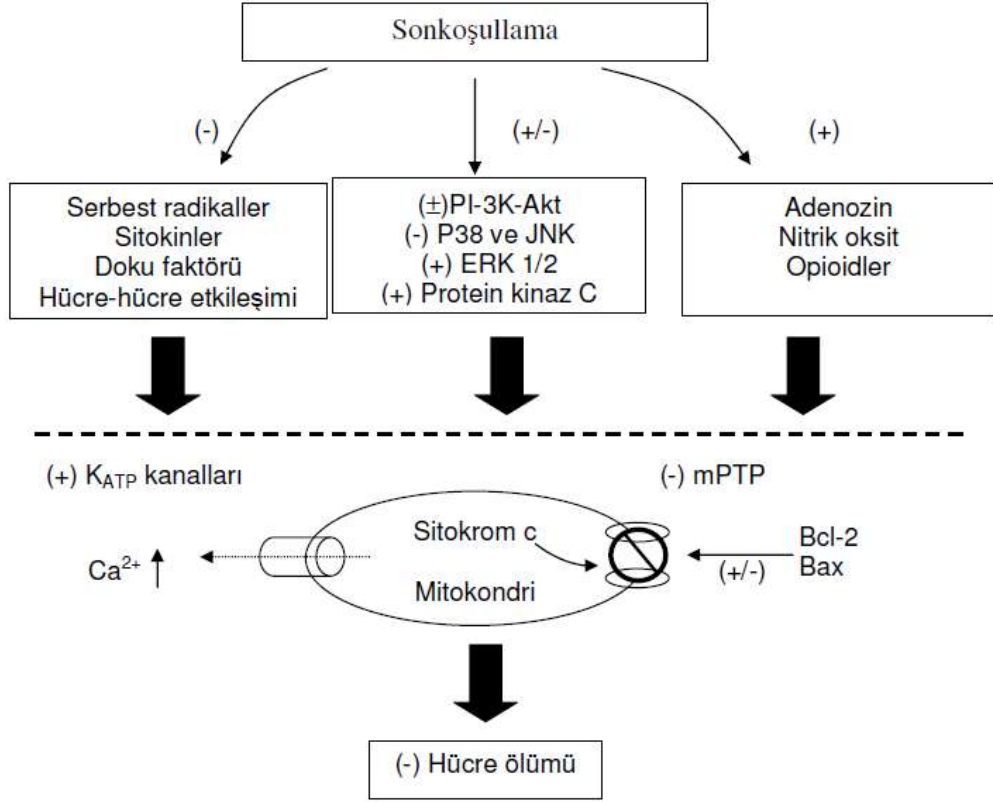 Sonkoşullama
(-)
(+/-)
(+)
Serbest radikaller
Sitokinler
Doku faktörü
Hücre-hücre etkileşimi
(±)PI-3K-Akt
(-) P38 ve JNK
(+) ERK 1/2
(+) Protein kinaz C
Adenozin
Nitrik oksit
Opioidler
(+) KATP kanalları
(-) mPTP
Sitokrom c
Mitokondri
Ca2+
Bcl-2
Bax
(+/-)
(-) Hücre ölümü